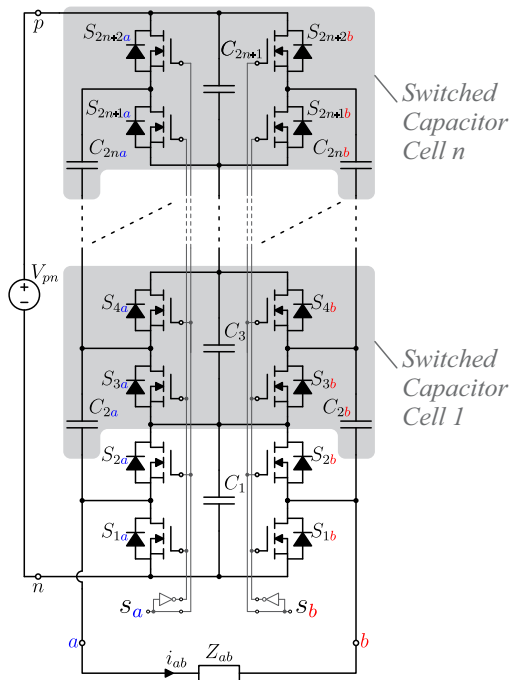 p
S2n+2a
C2n+1
S2n+2b
S2n+1a
S2n+1b
C2na
C2nb
Switched
Capacitor
Cell n
Vpn
S4a
S4b
C3
S3a
S3b
Switched
Capacitor
Cell 1
C2a
C2b
S2a
S2b
C1
S1a
S1b
n
sa
sb
a
b
iab
Zab